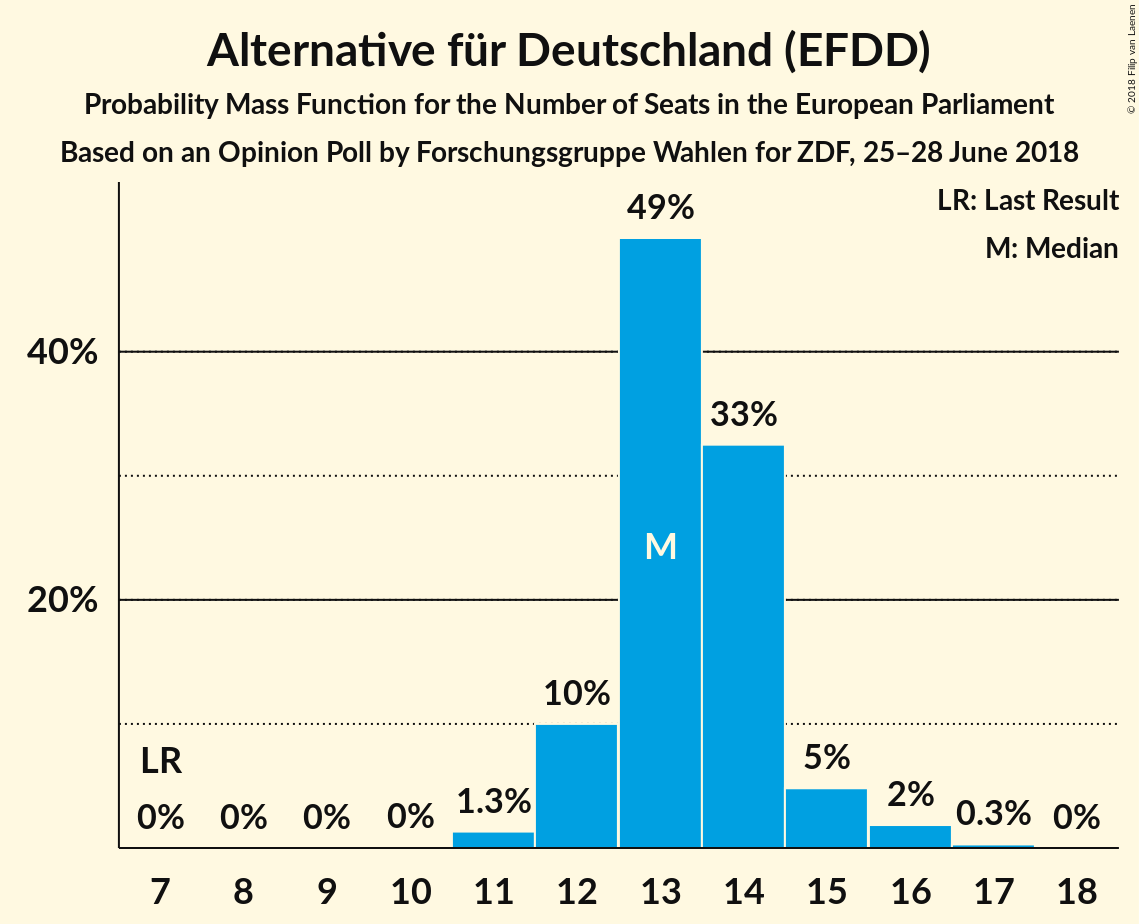 Alternative für Deutschland (EFDD)
Probability Mass Function for the Number of Seats in the European Parliament
Based on an Opinion Poll by Forschungsgruppe Wahlen for ZDF, 25–28 June 2018
© 2018 Filip van Laenen
LR: Last Result
M: Median
49%
40%
33%
M
20%
10%
LR
5%
0% 0% 0% 0% 1.3% 2% 0.3% 0%
7 8 9 10 11 12 13 14 15 16 17 18